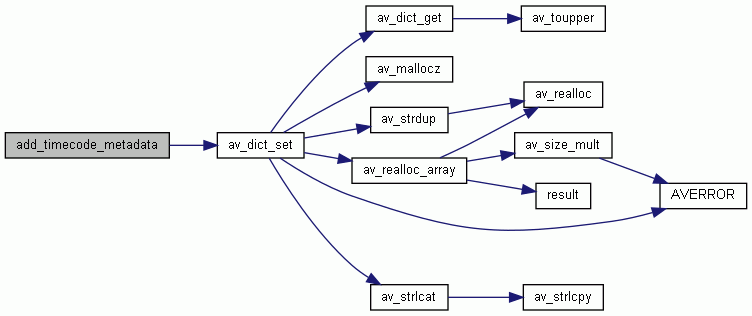 av_dict_get
av_toupper
av_mallocz
av_realloc
av_strdup
add_timecode_metadata
av_dict_set
av_size_mult
av_realloc_array
result
AVERROR
av_strlcat
av_strlcpy